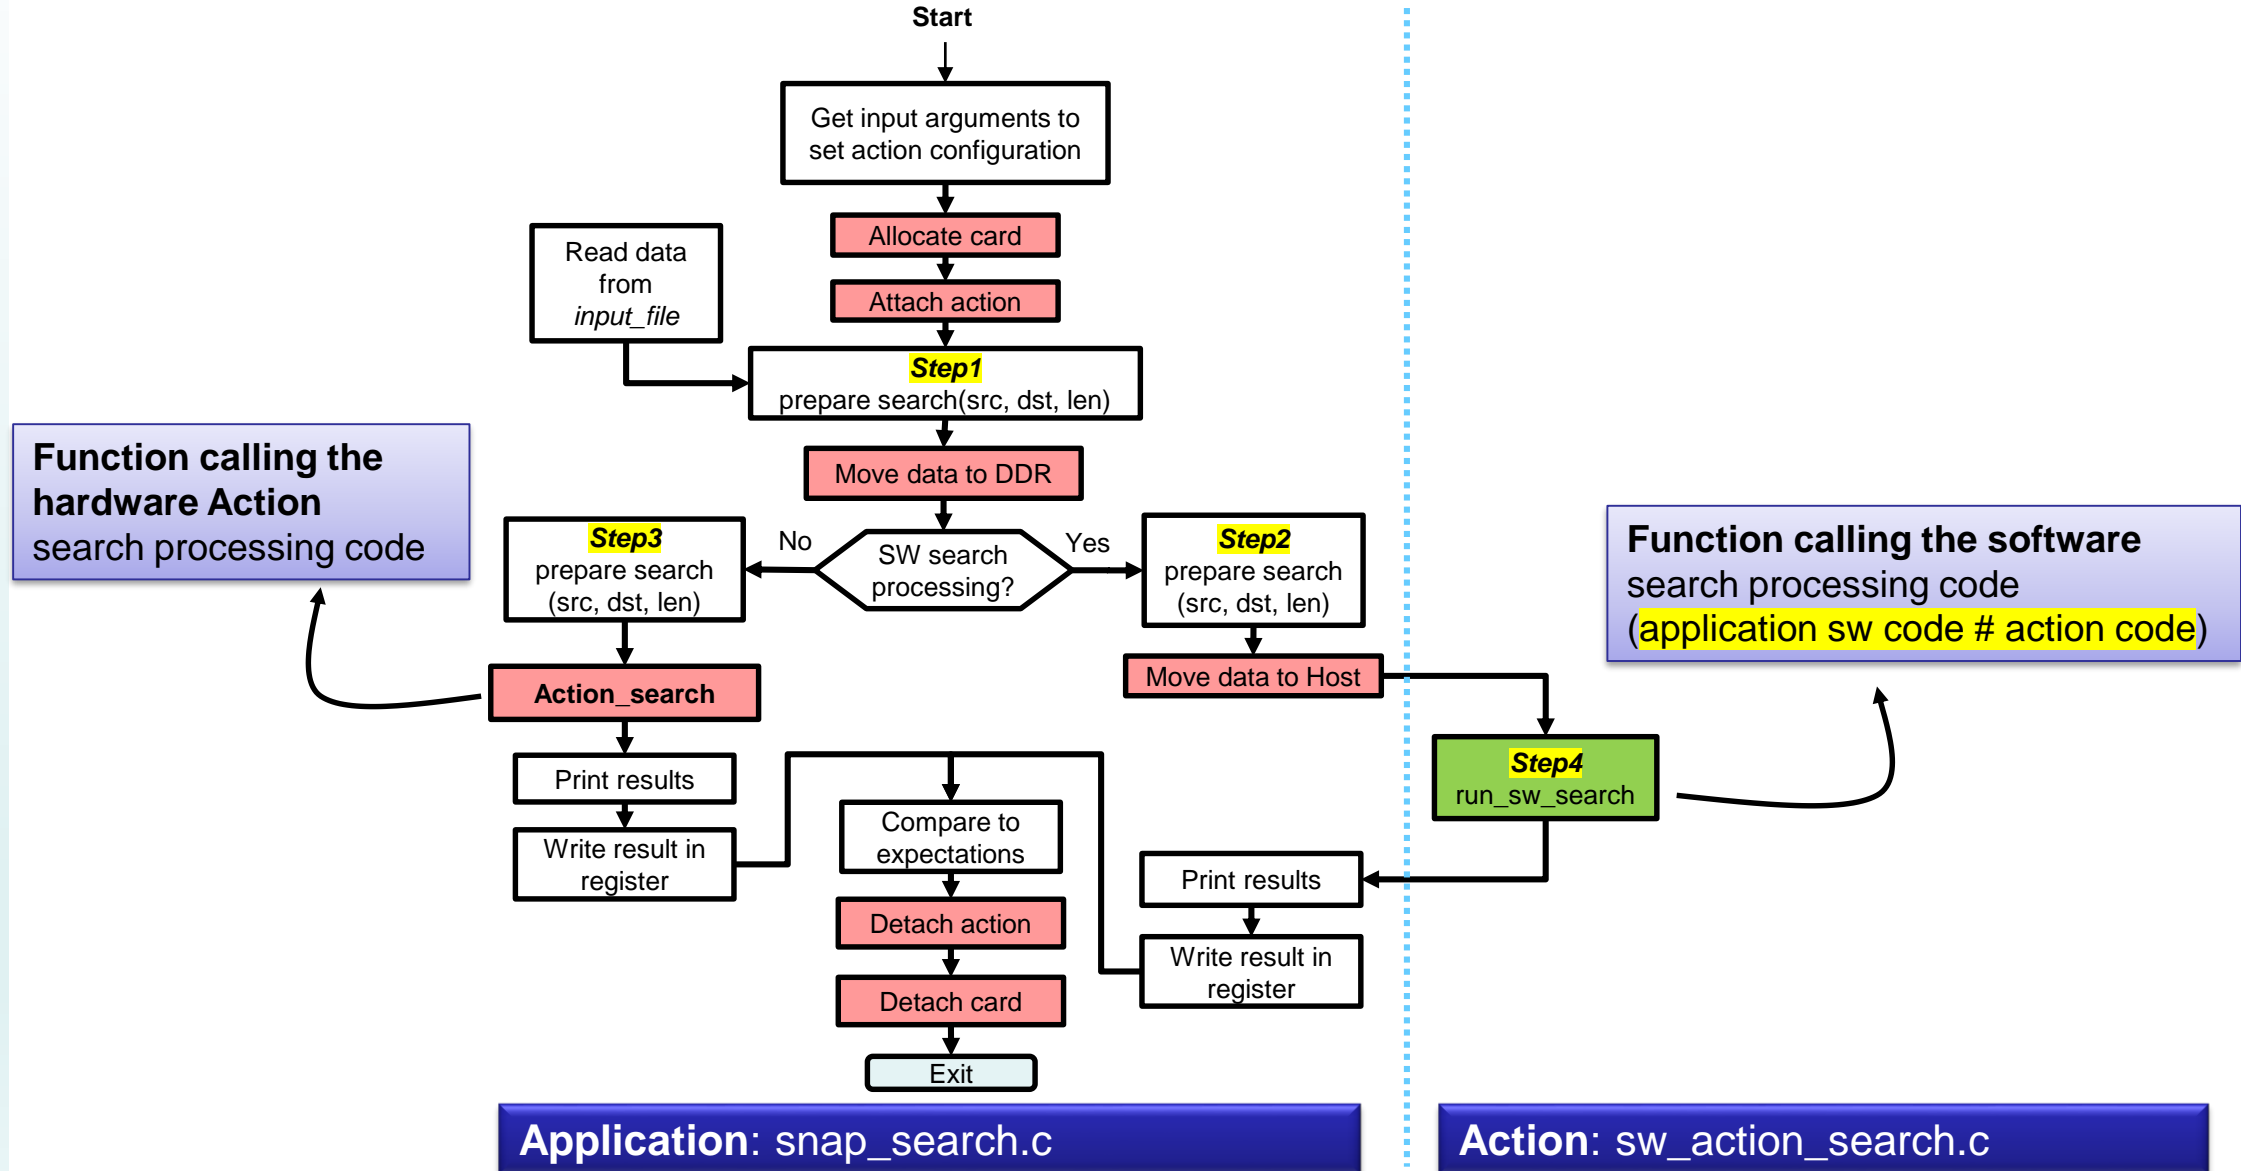 Start
Get input arguments to
set action configuration
Allocate card
Read data
from
input_file
Attach action
Step1
prepare search(src, dst, len)
Function calling the
hardware Action
search processing code
Move data to DDR
Step3
prepare search
(src, dst, len)
No
SW search
processing?
Yes
Step2
prepare search
(src, dst, len)
Function calling the software
search processing code
(application sw code # action code)
Action_search
Move data to Host
Print results
Step4
run_sw_search
Write result in
register
Compare to
expectations
Print results
Detach action
Write result in
register
Detach card
Exit
Application: snap_search.c
Action: sw_action_search.c